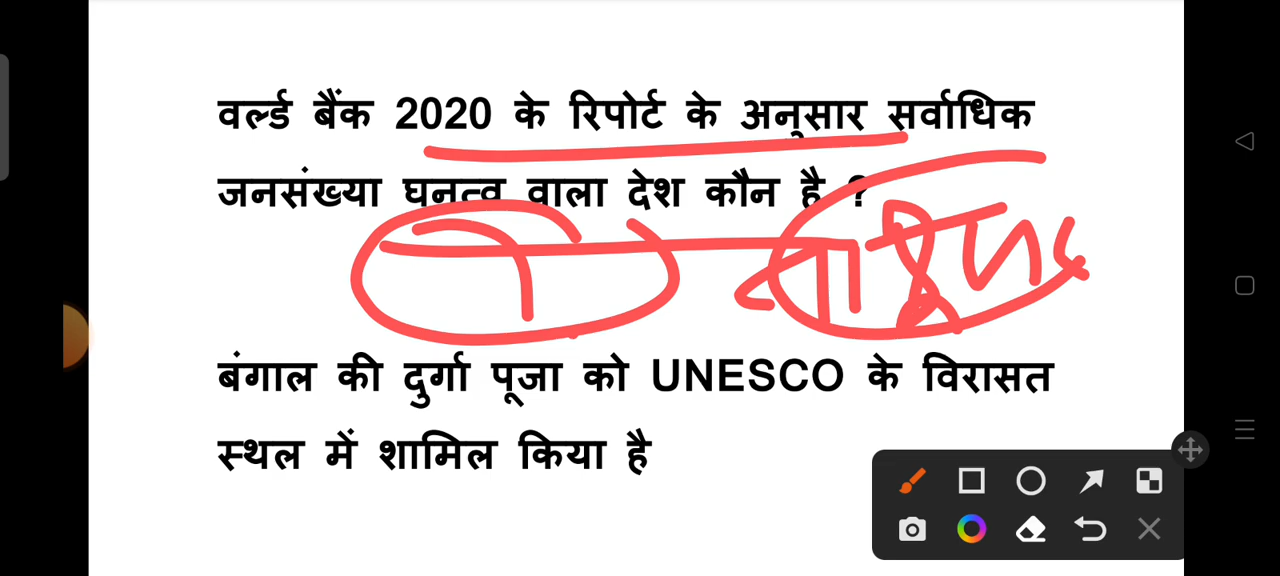 वर्ल्ड बैंक 2020 के रिपोर्ट के अनुसार सर्वाधिक
जनसंख्या घनत्व वाला देश कौन है ?
बंगाल की दुर्गा पूजा को UNESCO के विरासत
स्थल में शामिल किया है